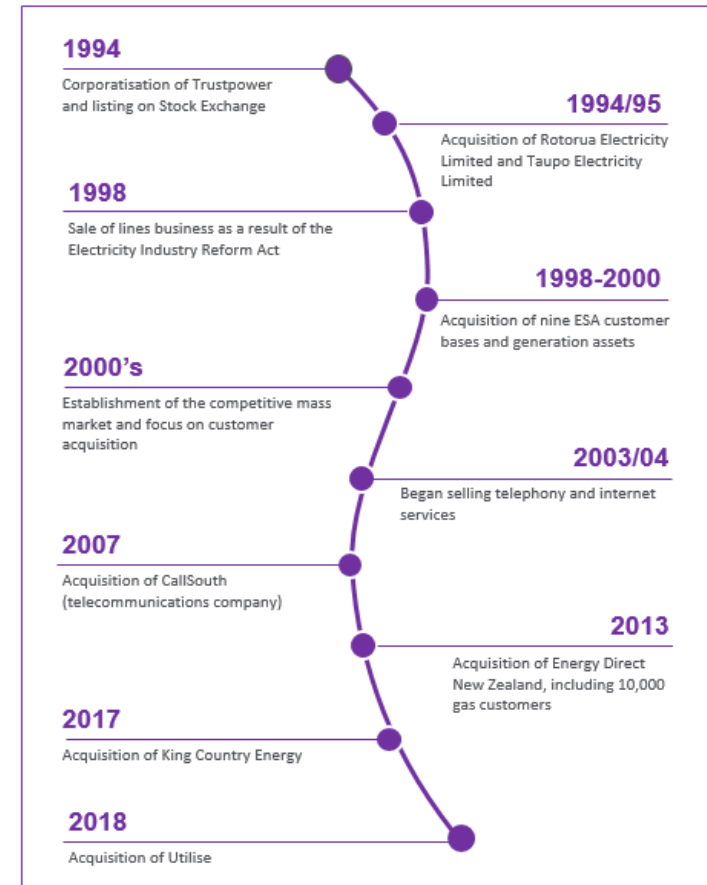 1994
Corporatisation of Trustpower
and listing on Stock Exchange
1994/95
Acquisition of Rotorua Electricity
Limited and Taupo Electricity
Limited
1998
Sale of lines business as a result of the
Electricity Industry Reform Act
1998-2000
Acquisition of nine ESA customer
bases and generation assets
2000's
Establishment of the competitive mass
market and focus on customer
acquisition
2003/04
Began selling telephony and internet
services
2007
Acquisition of CallSouth
(telecommunications company)
2013
Acquisition of Energy Direct
New Zealand, including 10,000
gas customers
2017
Acquisition of King Country Energy
2018
Acquisition of Utilise